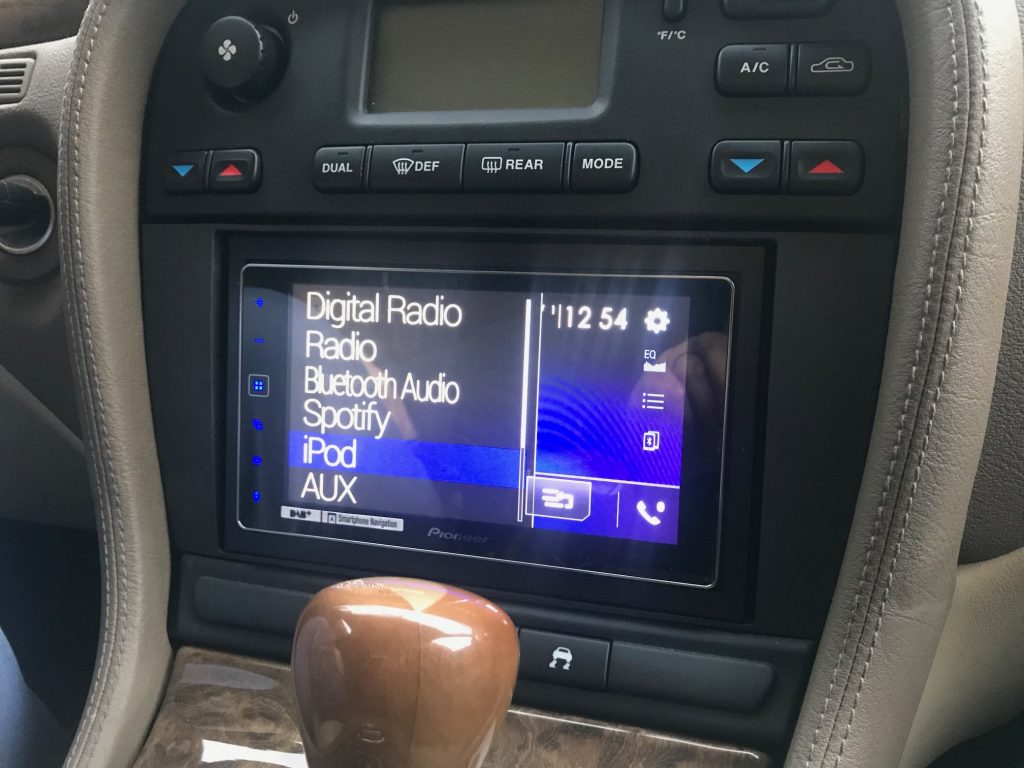 °F/°C
A/C
DUAL
DEF
REAR
MODE
Digital Radio
Radio
Bluetooth Audio
Spotify
iPod
AUX
12 54
EQ
DAB+
Smartphone Navigation
Pioneer